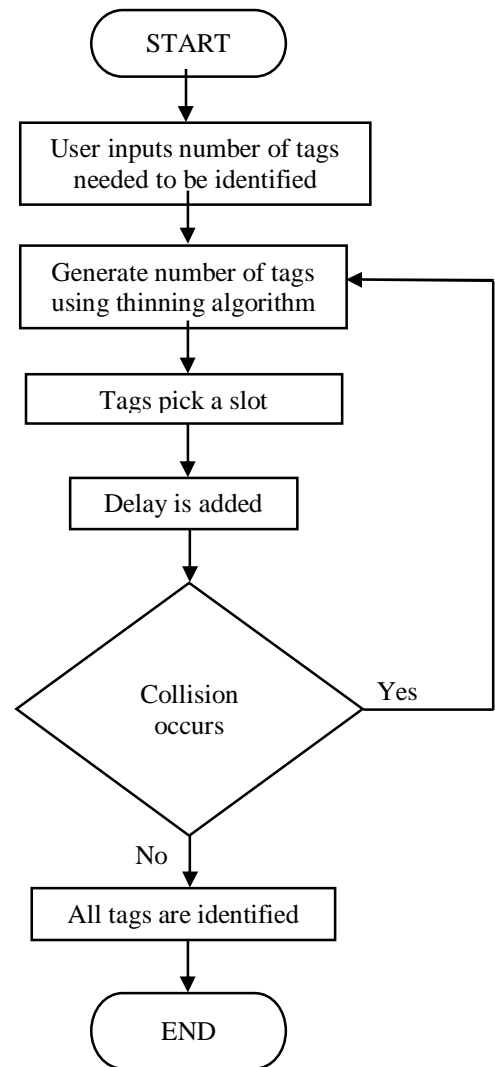 START
User inputs number of tags
needed to be identified
Generate number of tags
using thinning algorithm
Tags pick a slot
Delay is added
Collision
occurs
Yes
No
All tags are identified
END